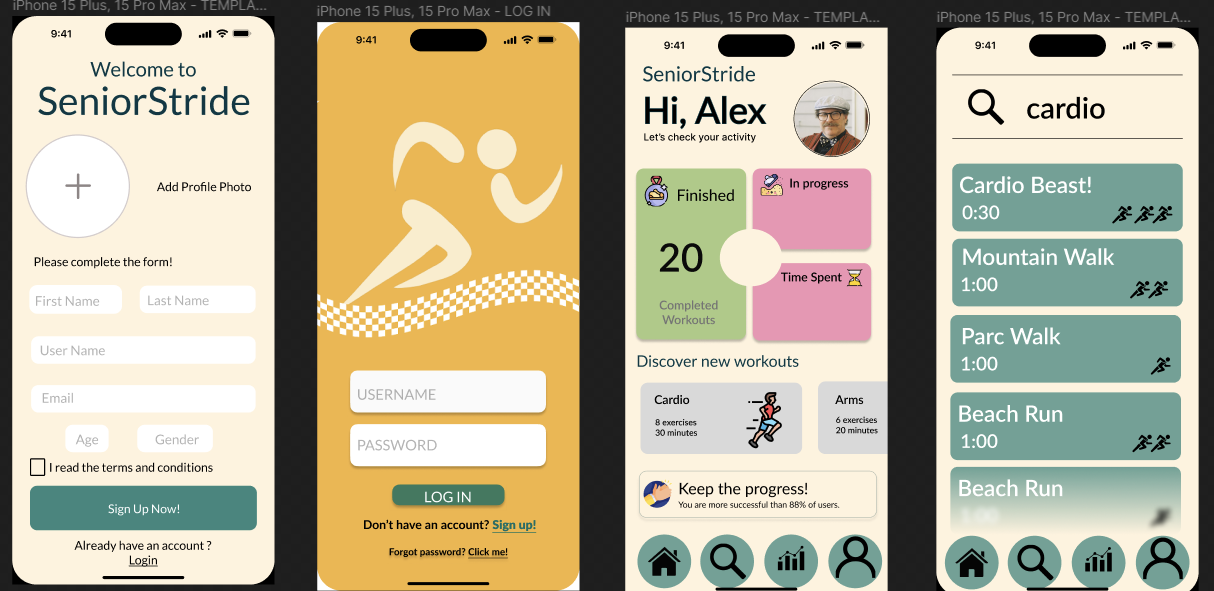 iPhone 15 Plus, 15 Pro Max - TEMPLA...
9:41
Welcome to
SeniorStride
Add Profile Photo
Please complete the form!
First Name
Last Name
User Name
Email
Age
Gender
I read the terms and conditions
Sign Up Now!
Already have an account ?
Login
iPhone 15 Plus, 15 Pro Max - LOG IN
9:41
USERNAME
PASSWORD
LOG IN
Don't have an account? Sign up!
Forgot password? Click me!
iPhone 15 Plus, 15 Pro Max - TEMPLA...
9:41
SeniorStride
Hi, Alex
Let's check your activity
Finished
20
Completed
Workouts
In progress
Time Spent
Discover new workouts
Cardio
8 exercises
30 minutes
Arms
6 exercises
20 minutes
Keep the progress!
You are more successful than 88% of users.
iPhone 15 Plus, 15 Pro Max - TEMPLA...
9:41
cardio
Cardio Beast!
0:30
Mountain Walk
1:00
Parc Walk
1:00
Beach Run
1:00
Beach Run
1:00